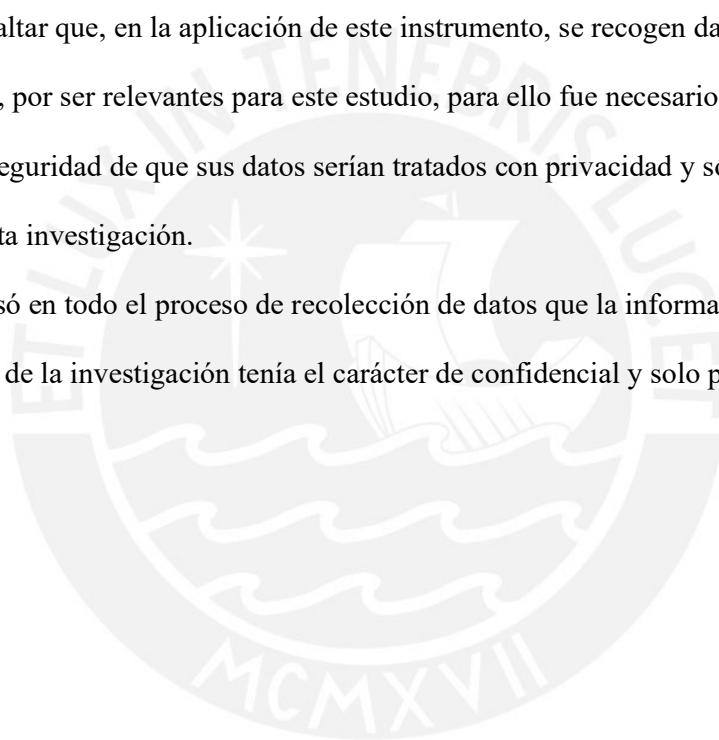 altar que, en la aplicación de este instrumento, se recogen da
, por ser relevantes para este estudio, para ello fue necesario
eguridad de que sus datos serían tratados con privacidad y so
ta investigación.
só en todo el proceso de recolección de datos que la informa
de la investigación tenía el carácter de confidencial y solo p
ET LUX IN TENEBRIS LUCET
MCMXVII